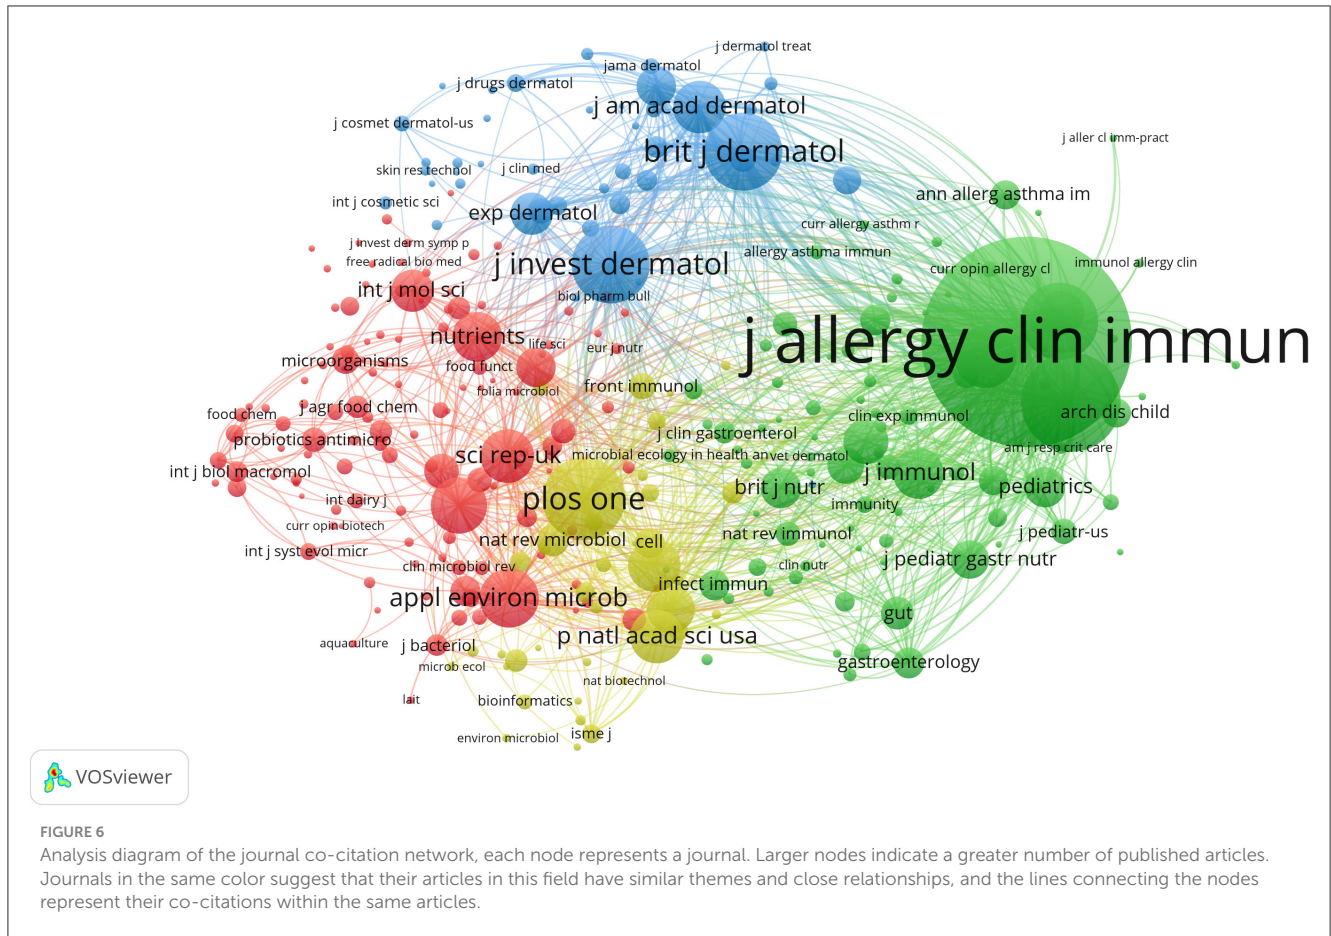 j dermatol treat
jama dermatol
j drugs dermatol
j am acad dermatol
j cosmet dermatol-us
j aller cl imm-pract
brit j dermatol
skin res technol
j clin med
ann allerg asthma im
int j cosmetic sci
exp dermatol
curr allergy asthma r
j invest derm symp p
allergy asthma immun
free radical bio med
j invest dermatol
curr opin allergy cl
immunol allergy clin
int j mol sci
biol pharm bull
nutrients
life sci
eur j nutr
j allergy clin immun
microorganisms
food funct
folia microbiol
front immunol
food chem
j agr food chem
clin exp immunol
arch dis child
probiotics antimicro
j clin gastroenterol
am j resp crit care
sci rep-uk
microbial ecology in health an
vet dermatol
int j biol macromol
j immunol
brit j nutr
pediatrics
int dairy j
plos one
immunity
curr opin biotech
nat rev microbiol
cell
nat rev immunol
j pediatr-us
int j syst evol micr
clin microbiol rev
clin nutr
j pediatr gastr nutr
infect immun
appl environ microb
gut
p natl acad sci usa
aquaculture
j bacteriol
microb ecol
gastroenterology
nat biotechnol
lait
bioinformatics
environ microbiol
isme j
VOSviewer
FIGURE 6
Analysis diagram of the journal co-citation network, each node represents a journal. Larger nodes indicate a greater number of published articles.
Journals in the same color suggest that their articles in this field have similar themes and close relationships, and the lines connecting the nodes
represent their co-citations within the same articles.